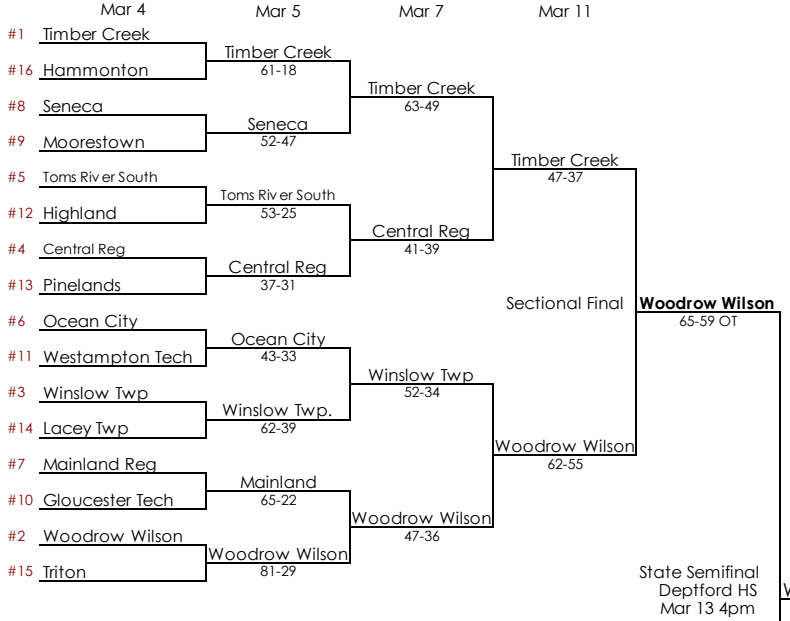 Mar 4 Mar 5 Mar 7 Mar 11
#1 Timber Creek
Timber Creek
61-18
#16 Hammonton
Timber Creek
63-49
#8 Seneca
Seneca
52-47
#9 Moorestown
Timber Creek
47-37
#5 Toms River South
Toms River South
53-25
#12 Highland
Central Reg
41-39
#4 Central Reg
Central Reg
37-31
#13 Pinelands
Sectional Final Woodrow Wilson
65-59 OT
#6 Ocean City
Ocean City
43-33
#11 Westampton Tech
Winslow Twp
52-34
#3 Winslow Twp
Winslow Twp.
62-39
#14 Lacey Twp
Woodrow Wilson
62-55
#7 Mainland Reg
Mainland
65-22
#10 Gloucester Tech
Woodrow Wilson
47-36
#2 Woodrow Wilson
Woodrow Wilson
81-29
#15 Triton
State Semifinal
Deptford HS
Mar 13 4pm